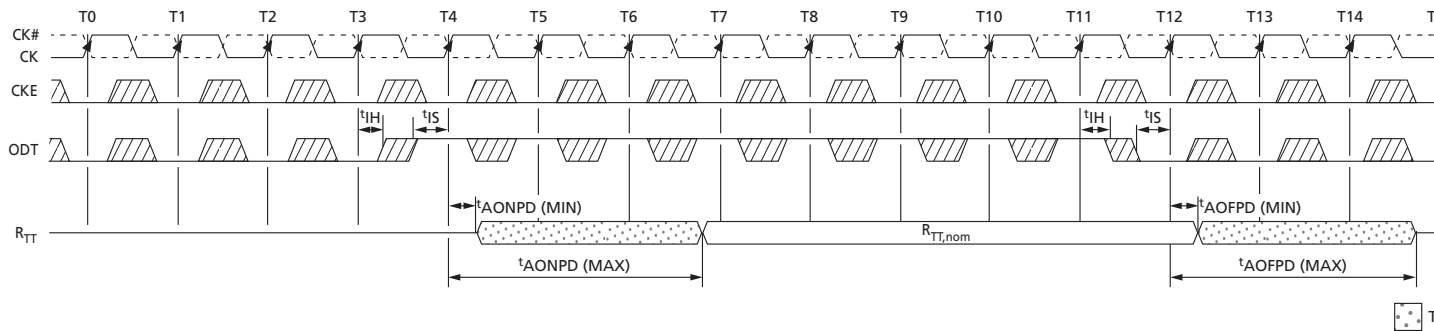 T0 T1 T2 T3 T4 T5 T6 T7 T8 T9 T10 T11 T12 T13 T14 T
CK#
CK
CKE
tIH tIS tIH tIS
ODT
tAONPD (MIN) tAOFPD (MIN)
RTT RTT,nom
tAONPD (MAX) tAOFPD (MAX)
T